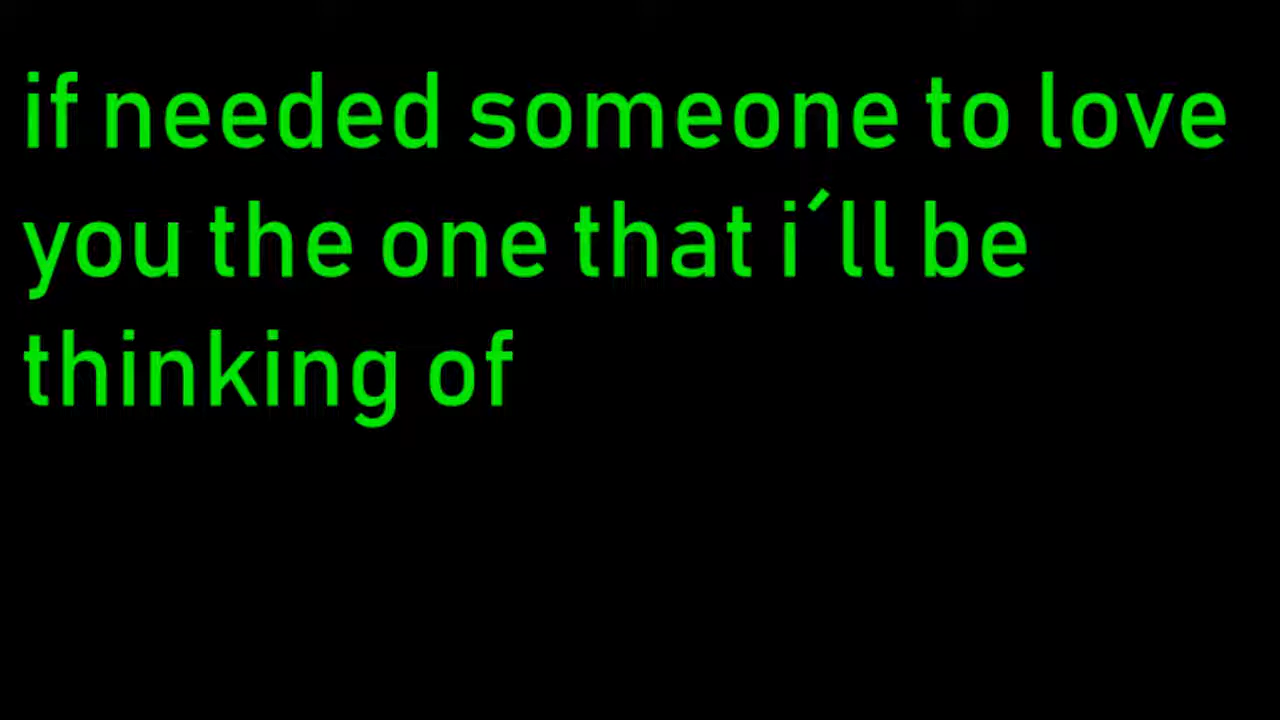 if needed someone to love
you the one that i´ll be
thinking of